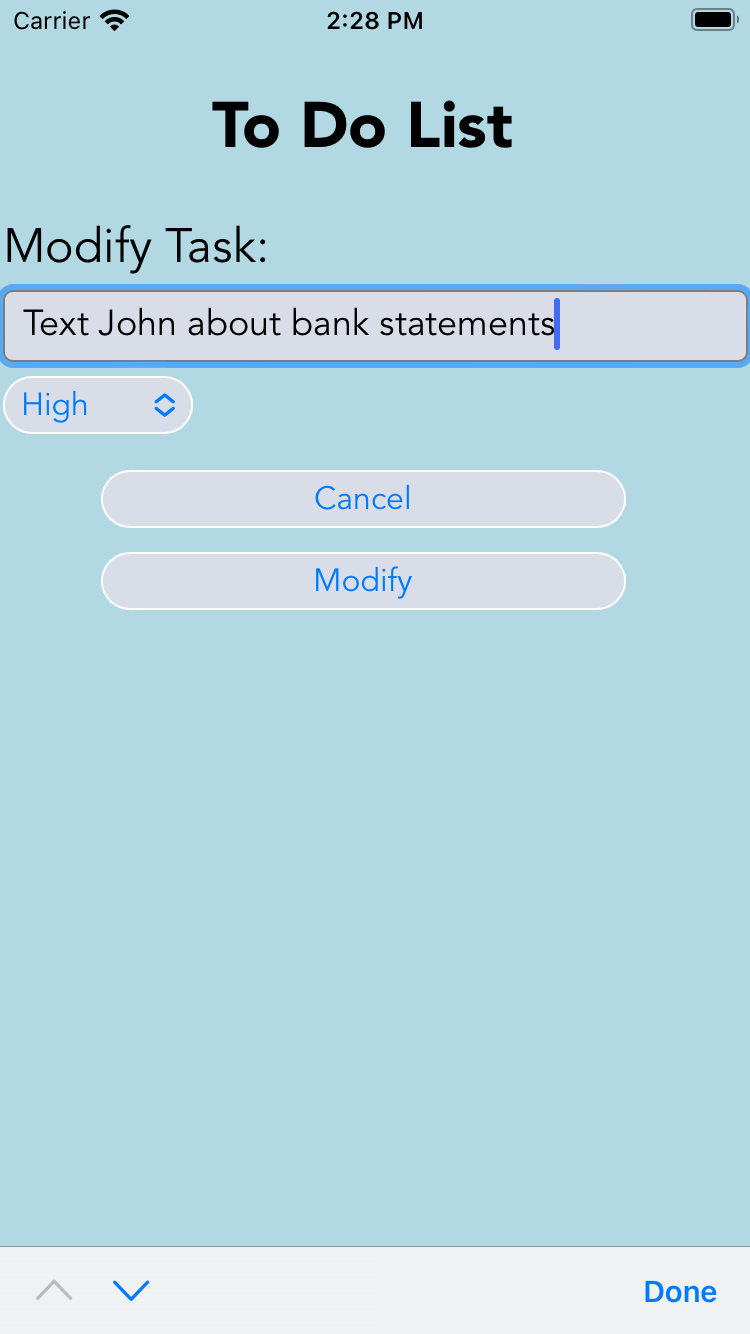 Carrier 2:28 PM
To Do List
Modify Task:
Text John about bank statements
High
Cancel
Modify
Done